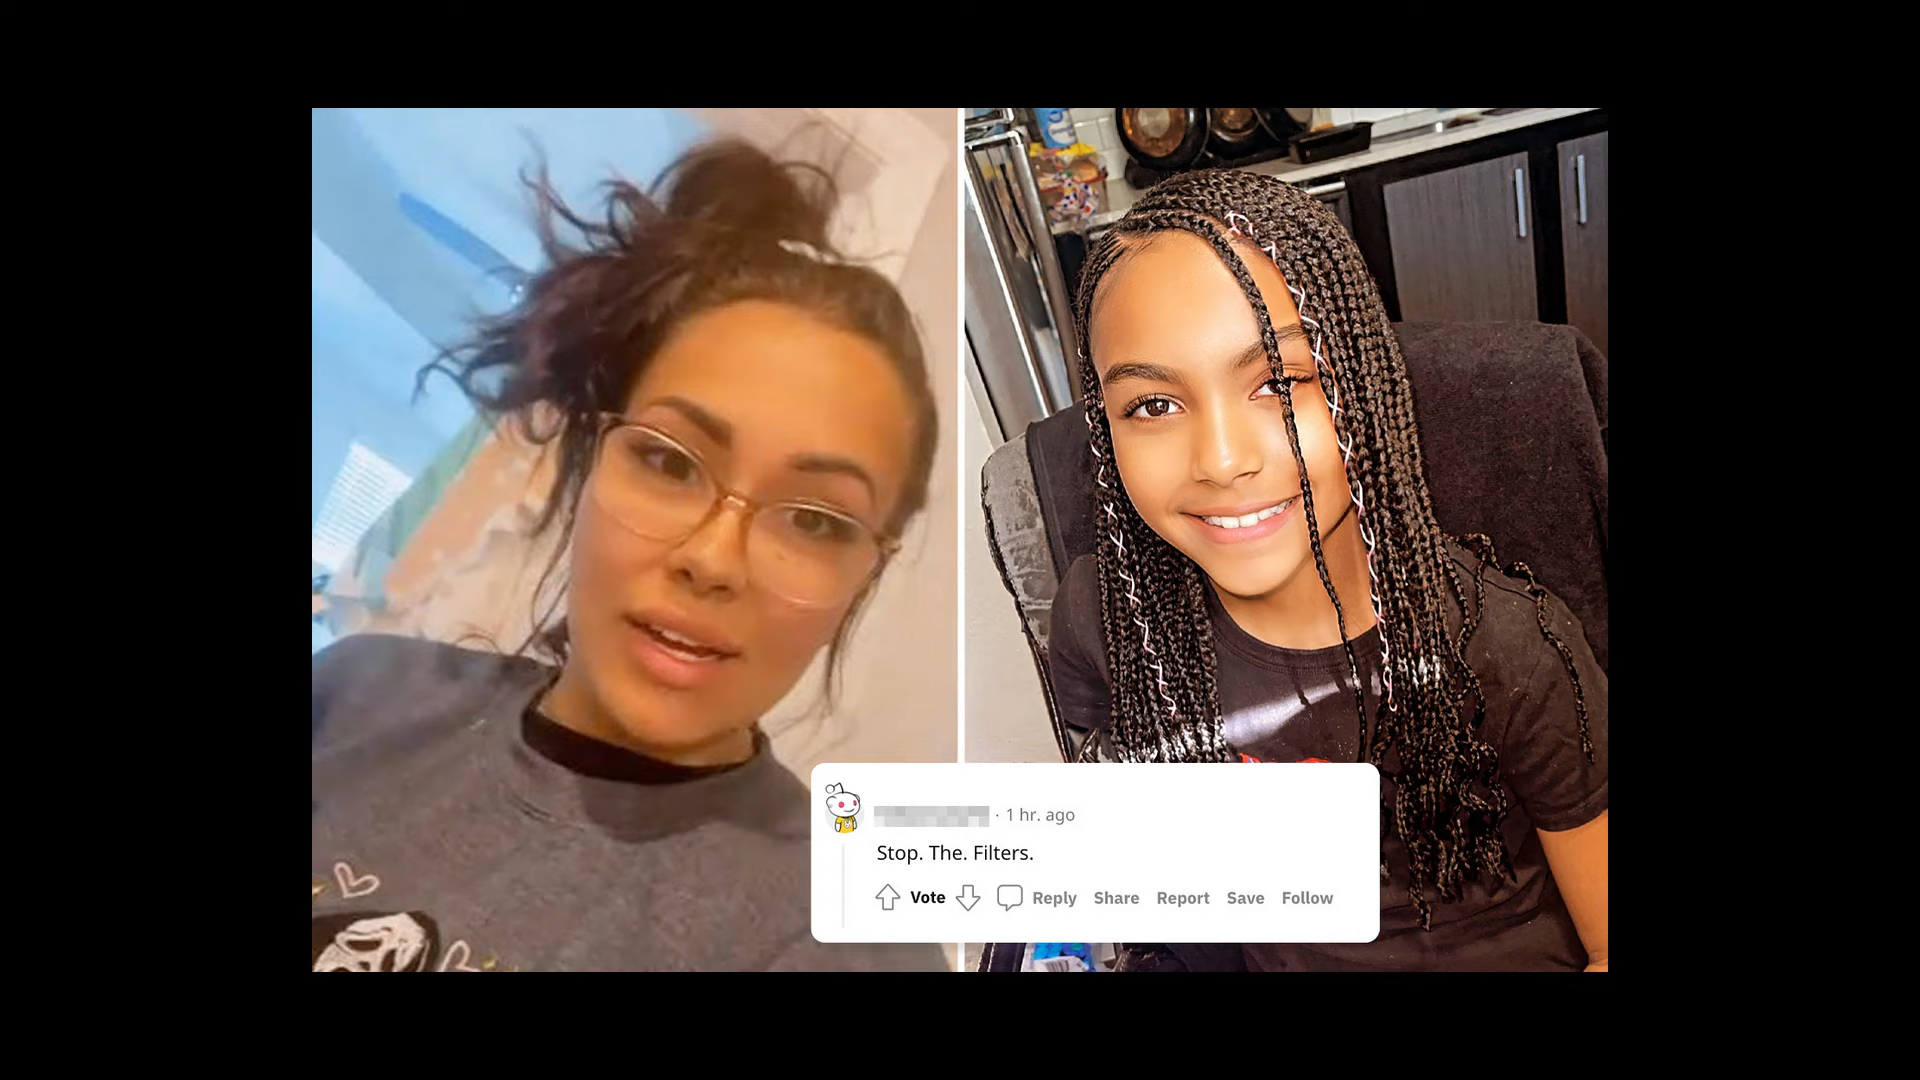 · 1 hr. ago
Stop. The. Filters.
Vote Reply Share Report Save Follow